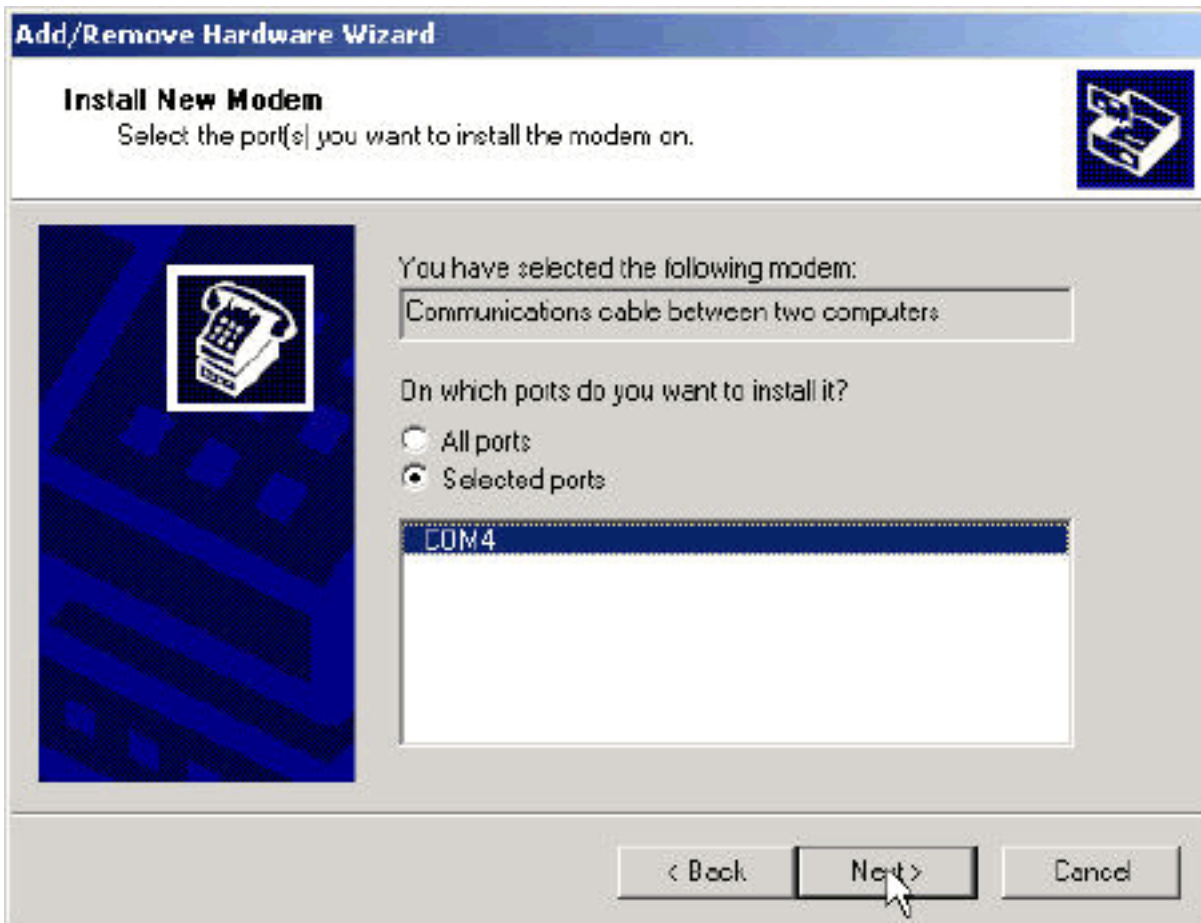 Add/Remove Hardware Wizard
Install New Modem
Select the port(s) you want to install the modem on.
You have selected the following modem:
Communications cable between two computers
On which ports do you want to install it?
All ports
Selected ports
COM4
< Back
Next >
Cancel